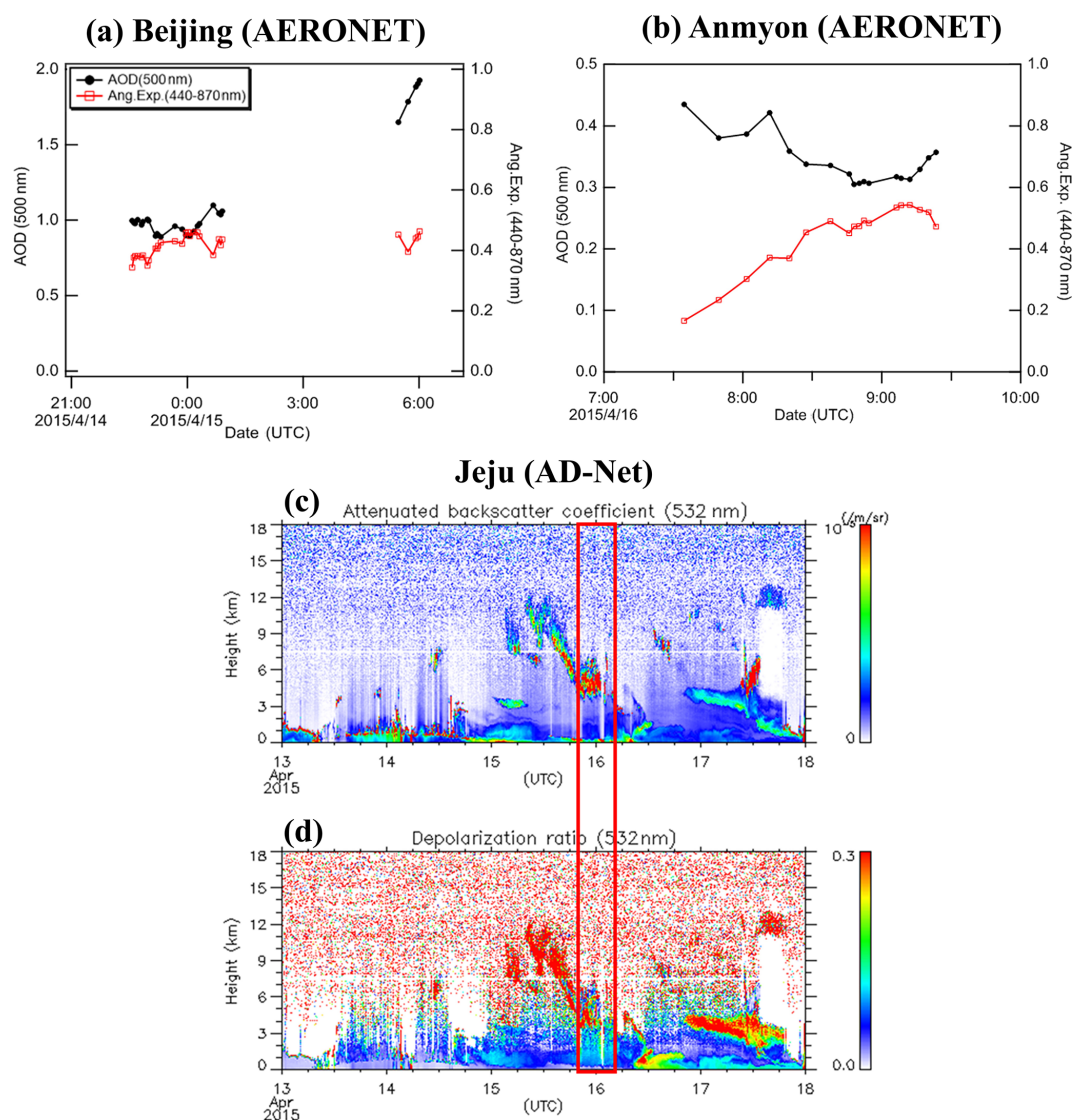 (a) Beijing (AERONET)
(b) Anmyon (AERONET)
AOD(500nm)
Ang.Exp.(440-870nm)
2.0
1.5
1.0
0.5
0.0
AOD (500 nm)
1.0
0.8
0.6
0.4
0.2
0.0
Ang.Exp. (440-870 nm)
21:00
2015/4/14
0:00
2015/4/15
3:00
6:00
Date (UTC)
0.5
0.4
0.3
0.2
0.1
0.0
AOD (500 nm)
1.0
0.8
0.6
0.4
0.2
0.0
Ang.Exp. (440-870 nm)
7:00
2015/4/16
8:00
9:00
10:00
Date (UTC)
Jeju (AD-Net)
(c)
Attenuated backscatter coefficient (532 nm)
(/m/sr)
18
15
12
9
6
3
0
Height (km)
0
13
14
15
16
17
18
Apr
2015
(UTC)
(d)
Depolarization ratio (532nm)
18
15
12
9
6
3
0
Height (km)
0.3
0.0
13
14
15
16
17
18
Apr
2015
(UTC)